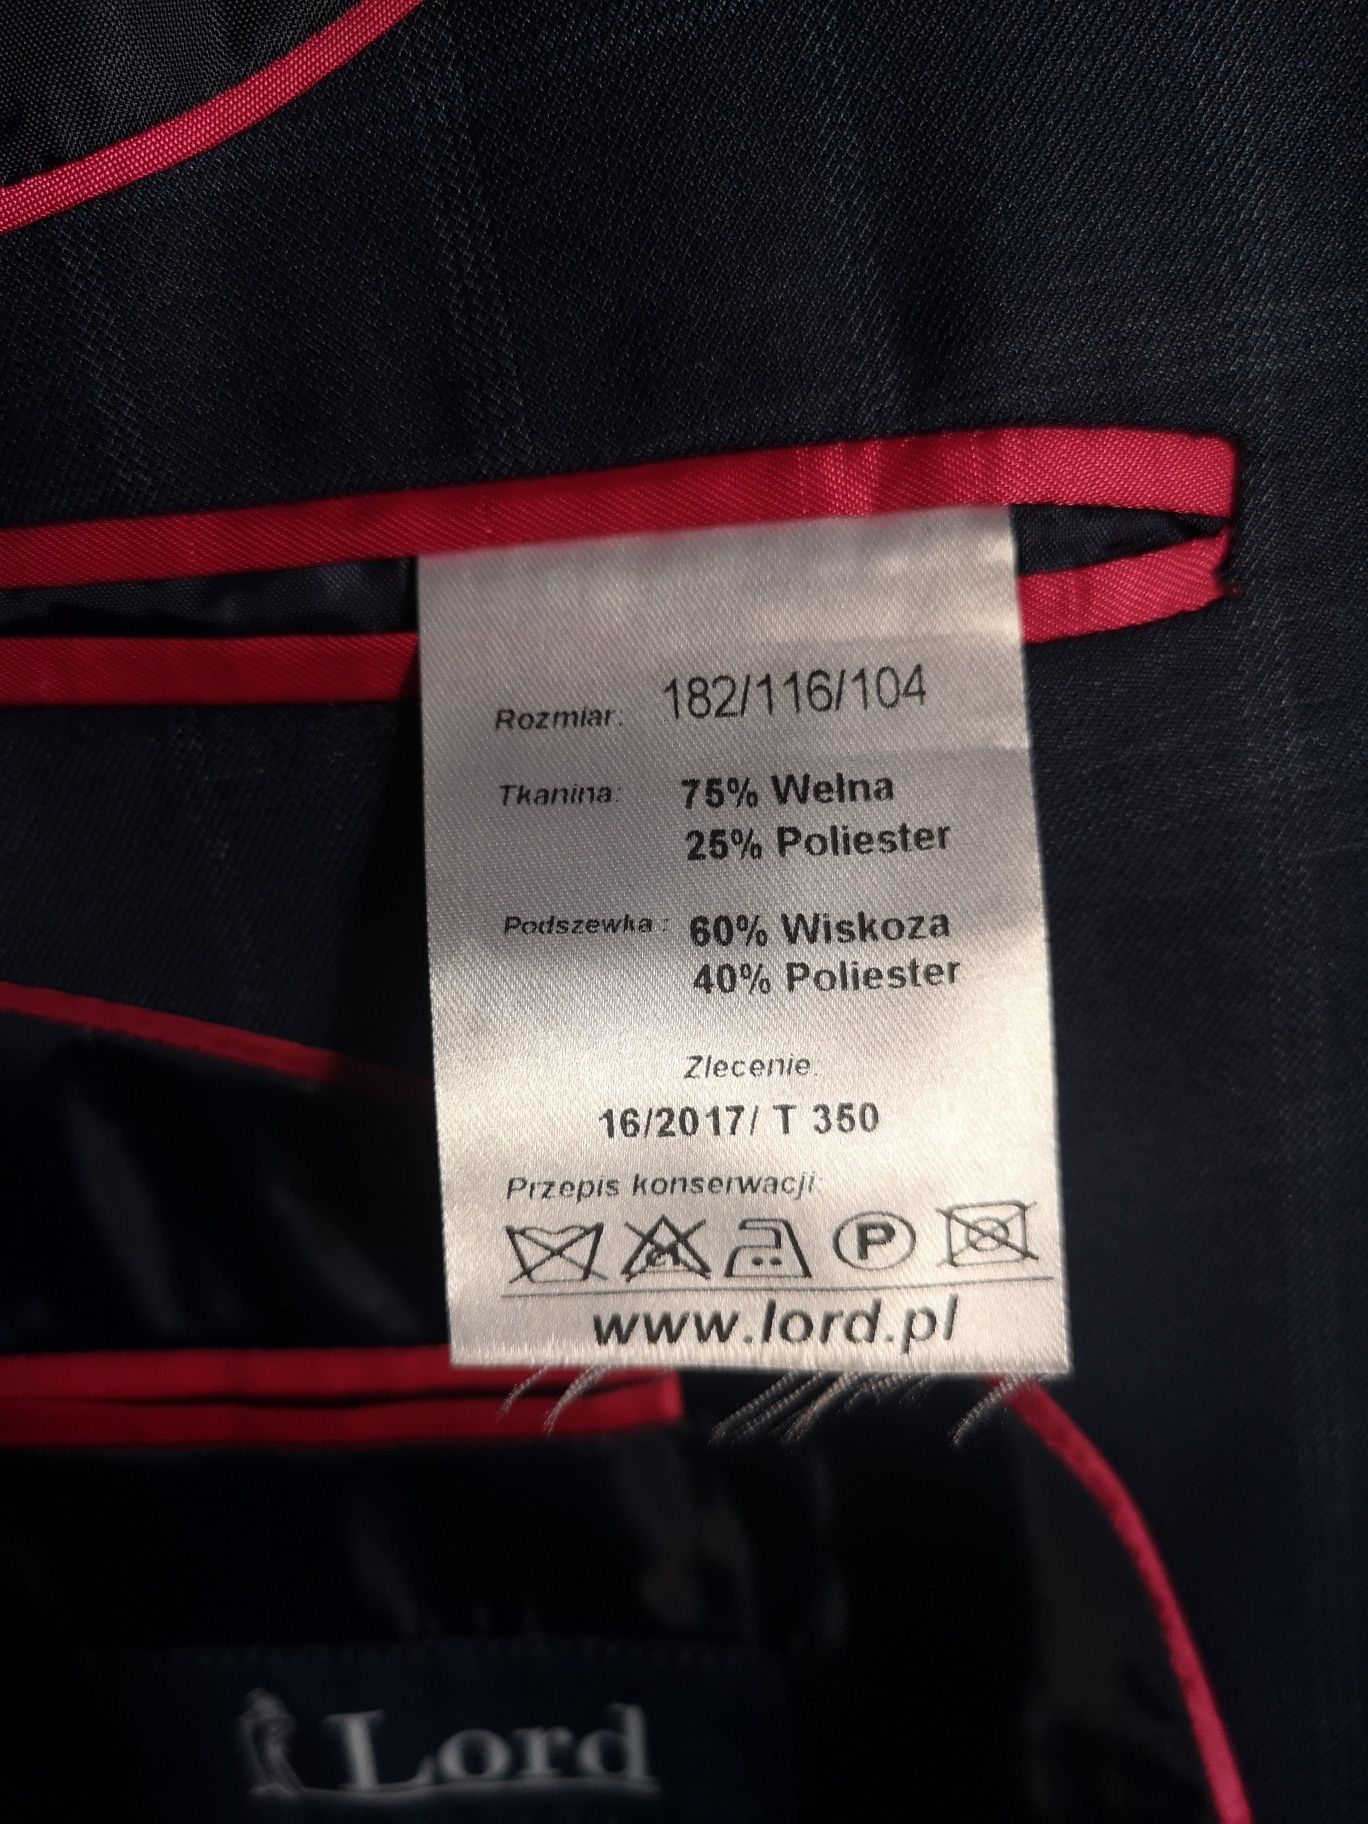 Rozmiar: 182/116/104
Tkanina: 75% Wełna
25% Poliester
Podszewka : 60% Wiskoza
40% Poliester
Zlecenie:
16/2017/ T 350
Przepis konserwacji:
cl P
www.lord.pl
Lord